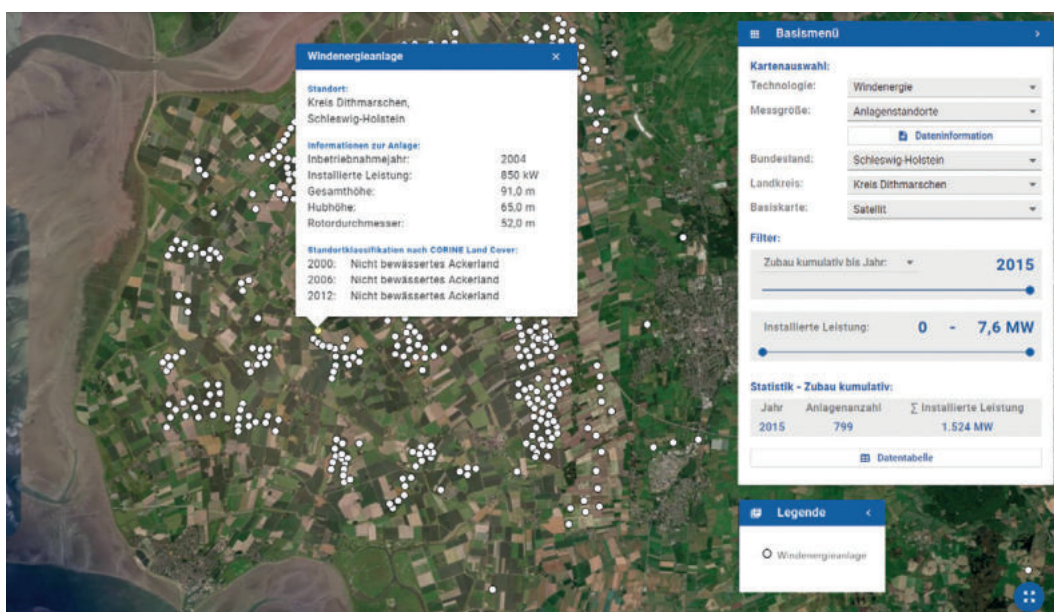 Windenergieanlage
Standort:
Kreis Dithmarschen,
Schleswig-Holstein
Informationen zur Anlage:
Inbetriebnahmejahr: 2004
Installierte Leistung: 850 kW
Gesamthöhe: 91,0 m
Hubhöhe: 65,0 m
Rotordurchmesser: 52,0 m
Standortklassifikation nach CORINE Land Cover:
2000: Nicht bewässertes Ackerland
2006: Nicht bewässertes Ackerland
2012: Nicht bewässertes Ackerland
Basismenü
Kartenauswahl:
Technologie: Windenergie
Messgröße: Anlagenstandorte
Dateninformation
Bundesland: Schleswig-Holstein
Landkreis: Kreis Dithmarschen
Basiskarte: Satellit
Filter:
Zubau kumulativ bis Jahr: 2015
Installierte Leistung: 0 - 7,6 MW
Statistik - Zubau kumulativ:
Jahr Anlagenanzahl ∑ Installierte Leistung
2015 799 1.524 MW
Datentabelle
Legende
Windenergieanlage